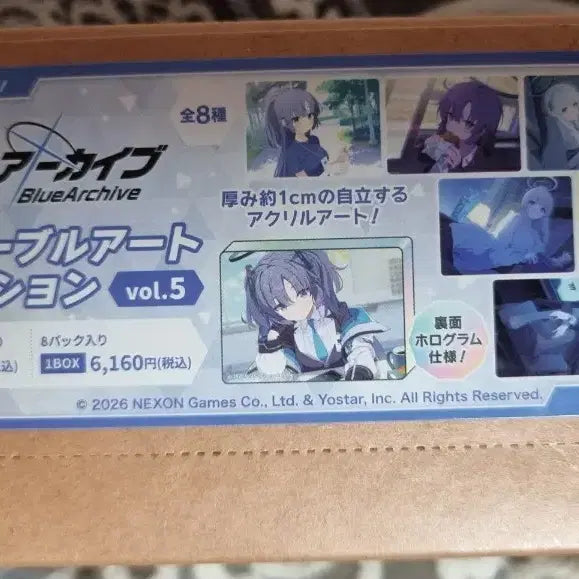 全8種
アーカイブ
BlueArchive
厚み約1cmの自立する
アクリルアート!
ーブルアート
ション vol.5
8パック入り
1BOX 6,160円(税込)
裏面
ホログラム
仕様!
© 2026 NEXON Games Co., Ltd. & Yostar, Inc. All Rights Reserved.